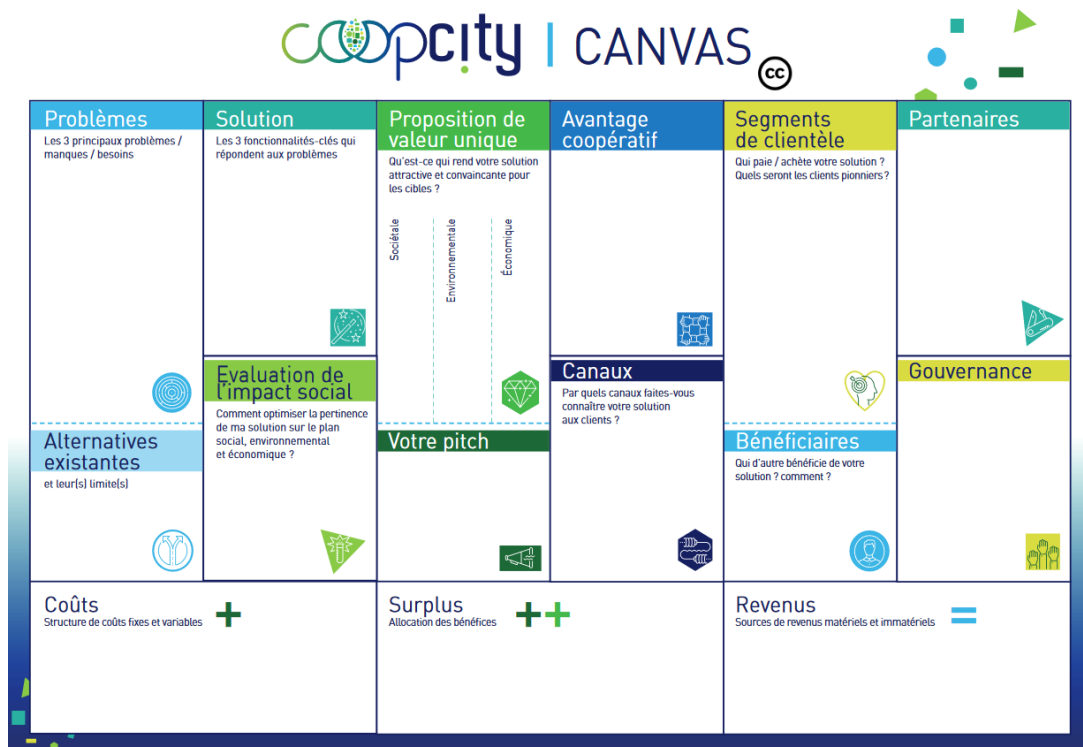 coopcity | CANVAS
cc
Problèmes
Les 3 principaux problèmes /
manques / besoins
Solution
Les 3 fonctionnalités-clés qui
répondent aux problèmes
Proposition de
valeur unique
Qu'est-ce qui rend votre solution
attractive et convaincante pour
les cibles ?
Sociétale
Environnementale
Économique
Avantage
coopératif
Segments
de clientèle
Qui paie / achète votre solution ?
Quels seront les clients pionniers ?
Partenaires
Evaluation de
l'impact social
Comment optimiser la pertinence
de ma solution sur le plan
social, environnemental
et économique ?
Canaux
Par quels canaux faites-vous
connaître votre solution
aux clients ?
Gouvernance
Alternatives
existantes
et leur(s) limite(s)
Votre pitch
Bénéficiaires
Qui d'autre bénéficie de votre
solution ? comment ?
Coûts
Structure de coûts fixes et variables
+
Surplus
Allocation des bénéfices
++
Revenus
Sources de revenus matériels et immatériels
=